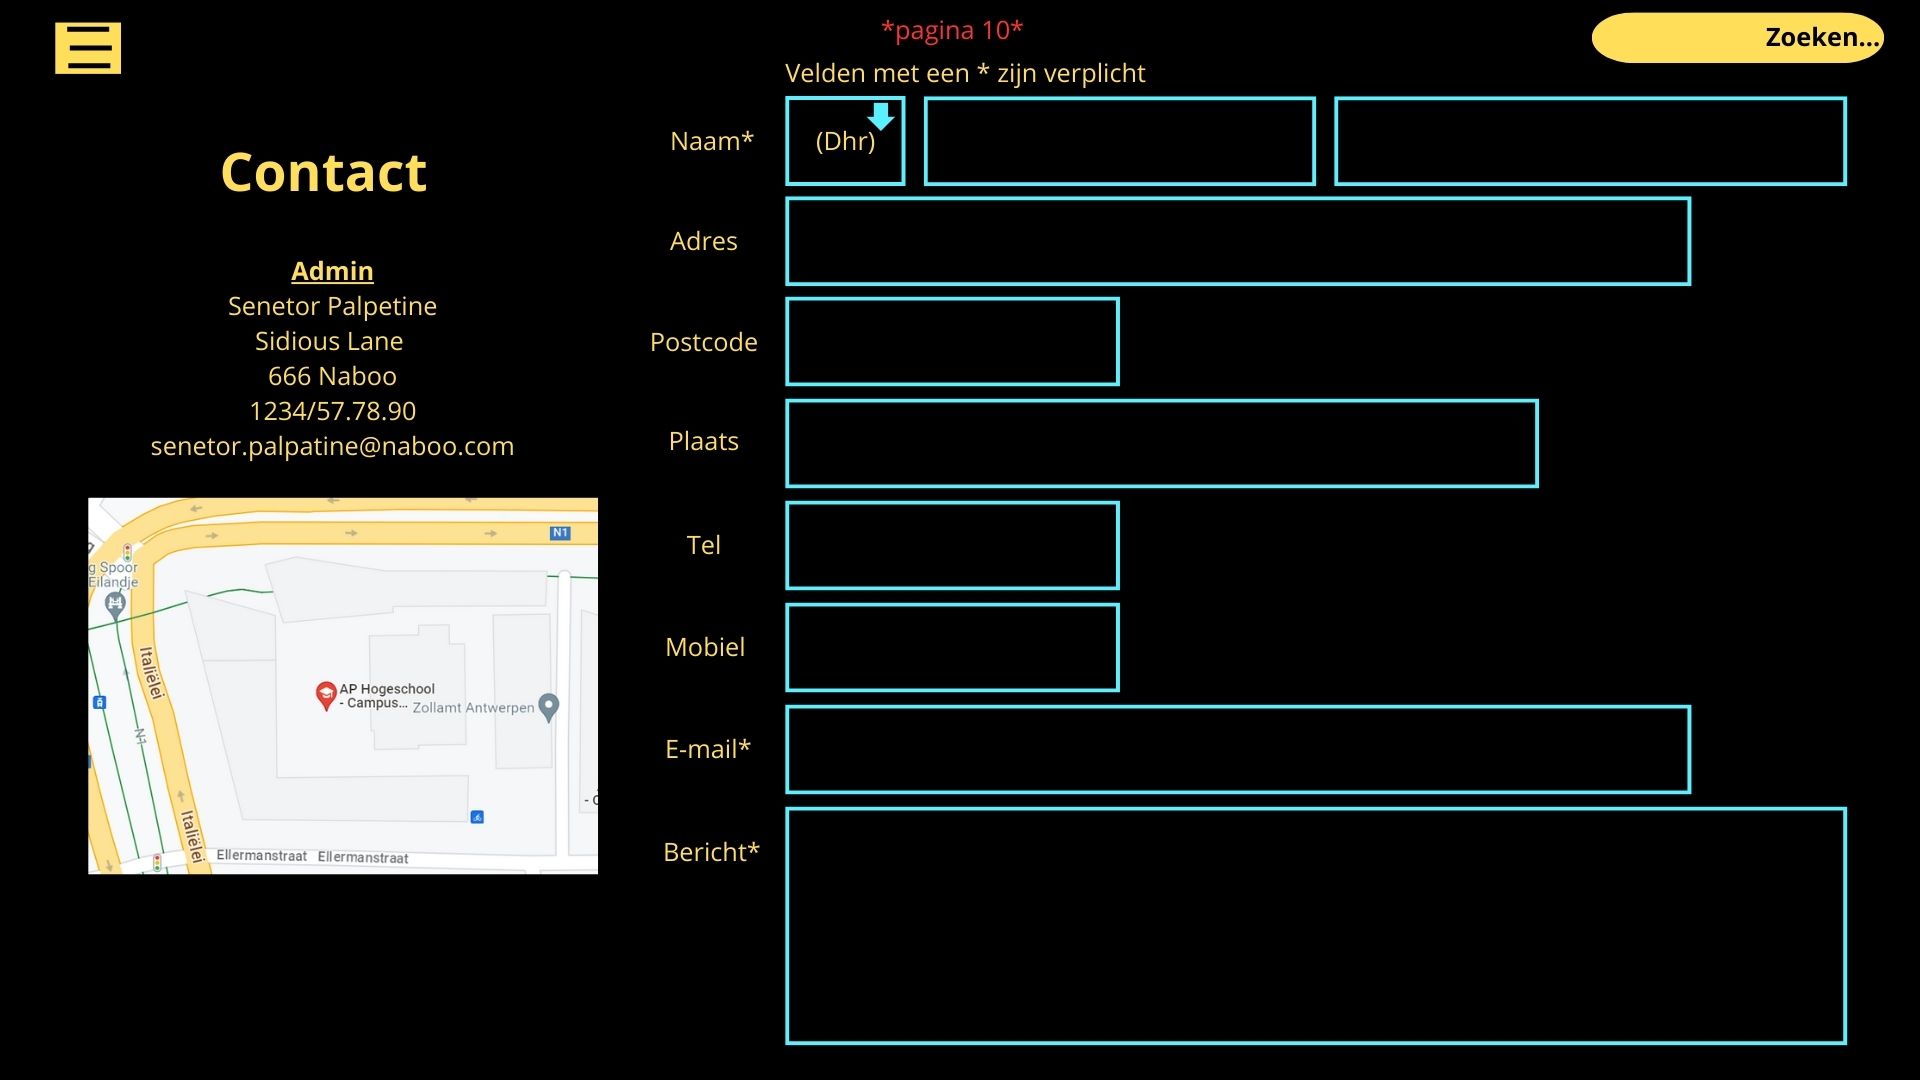 *pagina 10*
Zoeken...
Velden met een * zijn verplicht
Contact
Admin
Senetor Palpetine
Sidious Lane
666 Naboo
1234/57.78.90
senetor.palpatine@naboo.com
Naam*
(Dhr)
Adres
Postcode
Plaats
Tel
Mobiel
E-mail*
Bericht*
N1
g Spoor
Eilandje
Italiëlei
AP Hogeschool
- Campus...
Zollamt Antwerpen
N1
Italiëlei
Ellermanstraat Ellermanstraat